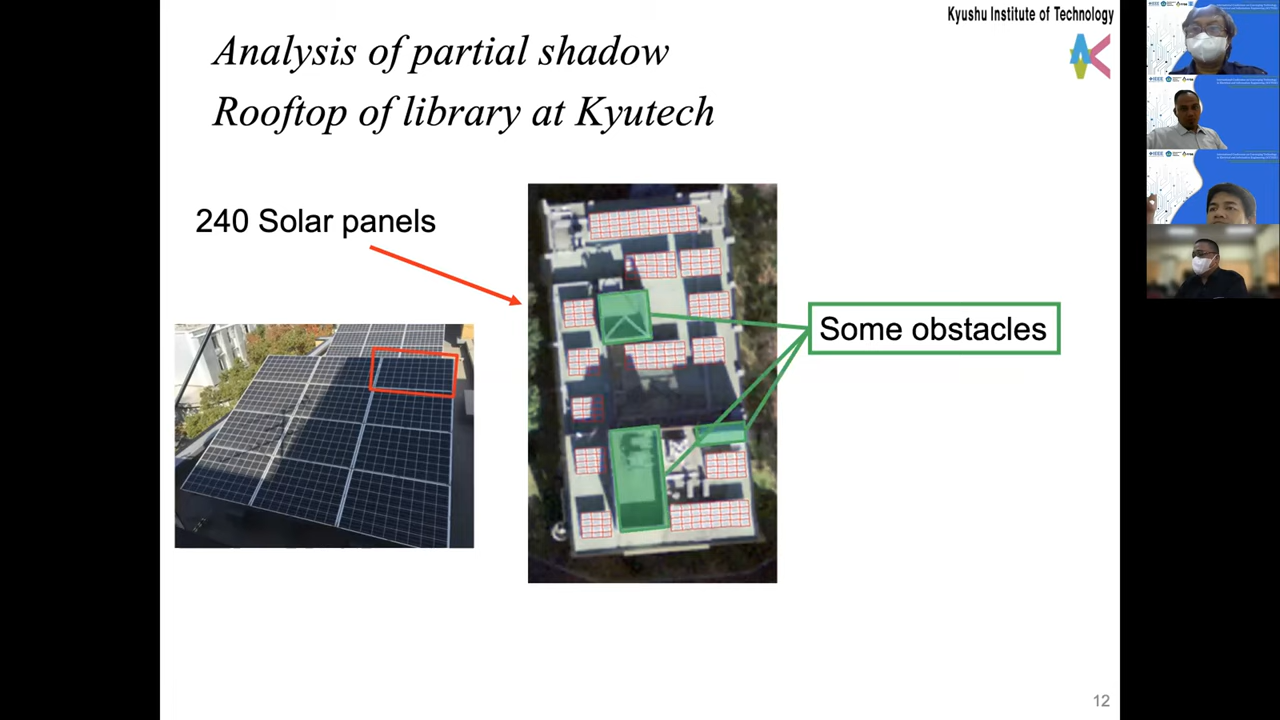 Kyushu Institute of Technology
Analysis of partial shadow
Rooftop of library at Kyutech
240 Solar panels
Some obstacles
12